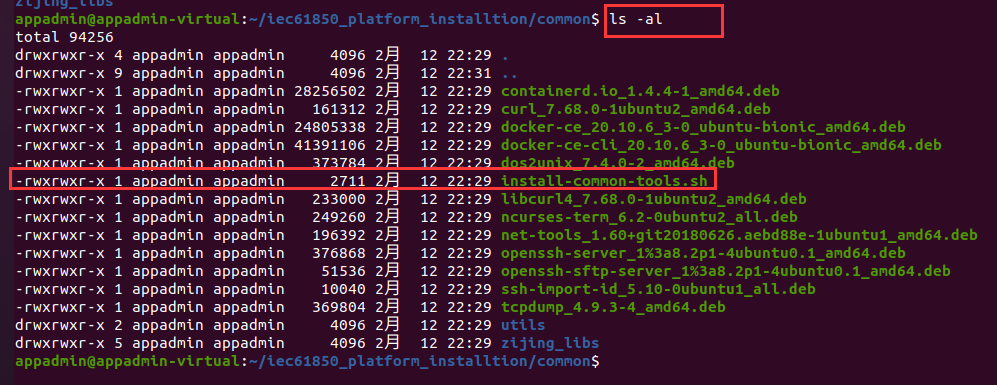 zijing_libs
appadmin@appadmin-virtual:~/iec61850_platform_installtion/common$ ls -al
total 94256
drwxrwxr-x 4 appadmin appadmin 4096 2月 12 22:29 .
drwxrwxr-x 9 appadmin appadmin 4096 2月 12 22:31 ..
-rwxrwxr-x 1 appadmin appadmin 28256502 2月 12 22:29 containerd.io_1.4.4-1_amd64.deb
-rwxrwxr-x 1 appadmin appadmin 161312 2月 12 22:29 curl_7.68.0-1ubuntu2_amd64.deb
-rwxrwxr-x 1 appadmin appadmin 24805338 2月 12 22:29 docker-ce_20.10.6_3-0_ubuntu-bionic_amd64.deb
-rwxrwxr-x 1 appadmin appadmin 41391106 2月 12 22:29 docker-ce-cli_20.10.6_3-0_ubuntu-bionic_amd64.deb
-rwxrwxr-x 1 appadmin appadmin 373784 2月 12 22:29 dos2unix_7.4.0-2_amd64.deb
-rwxrwxr-x 1 appadmin appadmin 2711 2月 12 22:29 install-common-tools.sh
-rwxrwxr-x 1 appadmin appadmin 233000 2月 12 22:29 libcurl4_7.68.0-1ubuntu2_amd64.deb
-rwxrwxr-x 1 appadmin appadmin 249260 2月 12 22:29 ncurses-term_6.2-0ubuntu2_all.deb
-rwxrwxr-x 1 appadmin appadmin 196392 2月 12 22:29 net-tools_1.60+git20180626.aebd88e-1ubuntu1_amd64.deb
-rwxrwxr-x 1 appadmin appadmin 376868 2月 12 22:29 openssh-server_1%3a8.2p1-4ubuntu0.1_amd64.deb
-rwxrwxr-x 1 appadmin appadmin 51536 2月 12 22:29 openssh-sftp-server_1%3a8.2p1-4ubuntu0.1_amd64.deb
-rwxrwxr-x 1 appadmin appadmin 10040 2月 12 22:29 ssh-import-id_5.10-0ubuntu1_all.deb
-rwxrwxr-x 1 appadmin appadmin 369804 2月 12 22:29 tcpdump_4.9.3-4_amd64.deb
drwxrwxr-x 2 appadmin appadmin 4096 2月 12 22:29 utils
drwxrwxr-x 5 appadmin appadmin 4096 2月 12 22:29 zijing_libs
appadmin@appadmin-virtual:~/iec61850_platform_installtion/common$